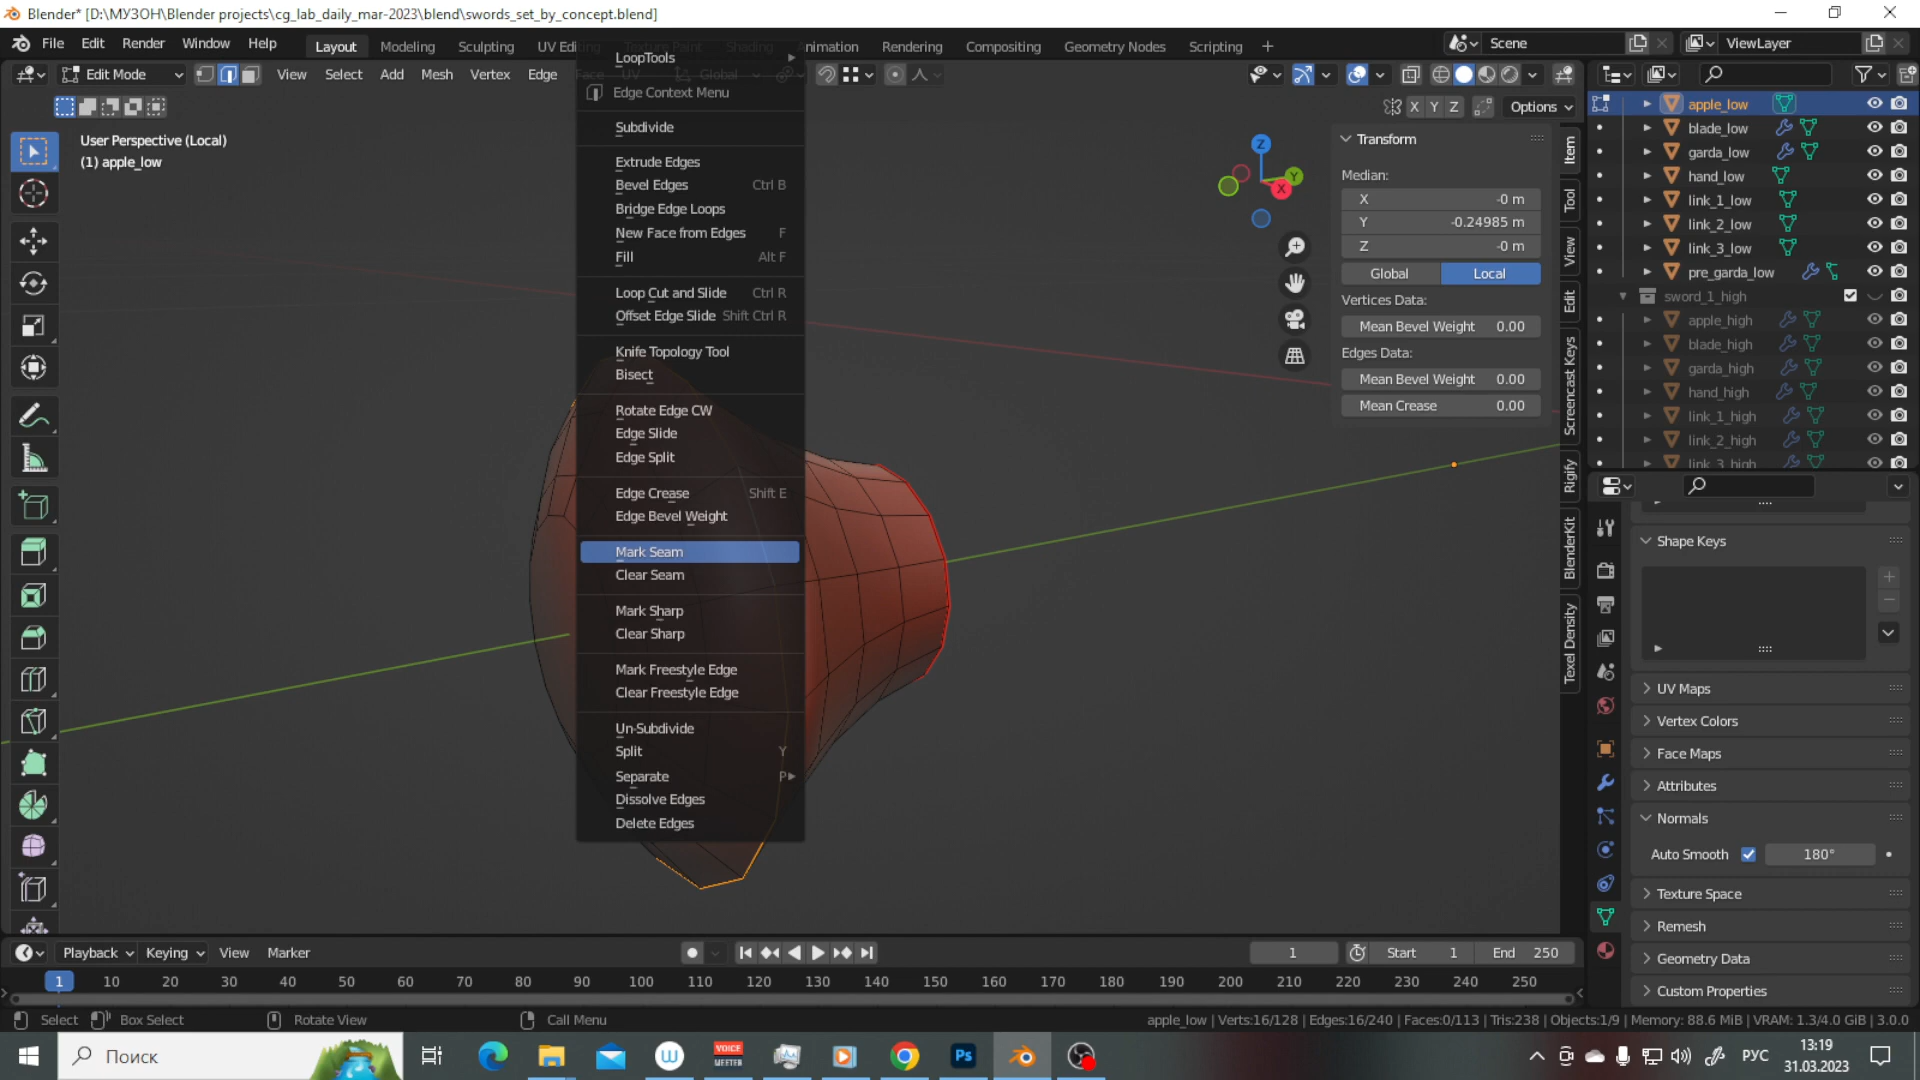 Blender* [D:\МУЗОН\Blender projects\cg_lab_daily_mar-2023\blend\swords_set_by_concept.blend]
File Edit Render Window Help
Layout Modeling Sculpting UV Edi Texture Paint Shading Animation Rendering Compositing Geometry Nodes Scripting +
Scene
ViewLayer
Edit Mode
View Select Add Mesh Vertex Edge Face UV
Global
X Y Z
Options
User Perspective (Local)
(1) apple_low
LoopTools
Edge Context Menu
Subdivide
Extrude Edges
Bevel Edges Ctrl B
Bridge Edge Loops
New Face from Edges F
Fill Alt F
Loop Cut and Slide Ctrl R
Offset Edge Slide Shift Ctrl R
Knife Topology Tool
Bisect
Rotate Edge CW
Edge Slide
Edge Split
Edge Crease Shift E
Edge Bevel Weight
Mark Seam
Clear Seam
Mark Sharp
Clear Sharp
Mark Freestyle Edge
Clear Freestyle Edge
Un-Subdivide
Split Y
Separate P
Dissolve Edges
Delete Edges
Z
Y
X
Transform
Median:
X -0 m
Y -0.24985 m
Z -0 m
Global Local
Vertices Data:
Mean Bevel Weight 0.00
Edges Data:
Mean Bevel Weight 0.00
Mean Crease 0.00
Item
Tool
View
Edit
Screencast Keys
Rigify
BlenderKit
Texel Density
apple_low
blade_low
garda_low
hand_low
link_1_low
link_2_low
link_3_low
pre_garda_low
sword_1_high
apple_high
blade_high
garda_high
hand_high
link_1_high
link_2_high
link_3_high
Shape Keys
UV Maps
Vertex Colors
Face Maps
Attributes
Normals
Auto Smooth 180°
Texture Space
Remesh
Geometry Data
Custom Properties
Playback Keying View Marker
1
Start 1
End 250
1 10 20 30 40 50 60 70 80 90 100 110 120 130 140 150 160 170 180 190 200 210 220 230 240 250
Select Box Select Rotate View Call Menu
apple_low | Verts:16/128 | Edges:16/240 | Faces:0/113 | Tris:238 | Objects:1/9 | Memory: 88.6 MiB | VRAM: 1.3/4.0 GiB | 3.0.0
Поиск
VOICE
MEETER
Ps
РУС
13:19
31.03.2023